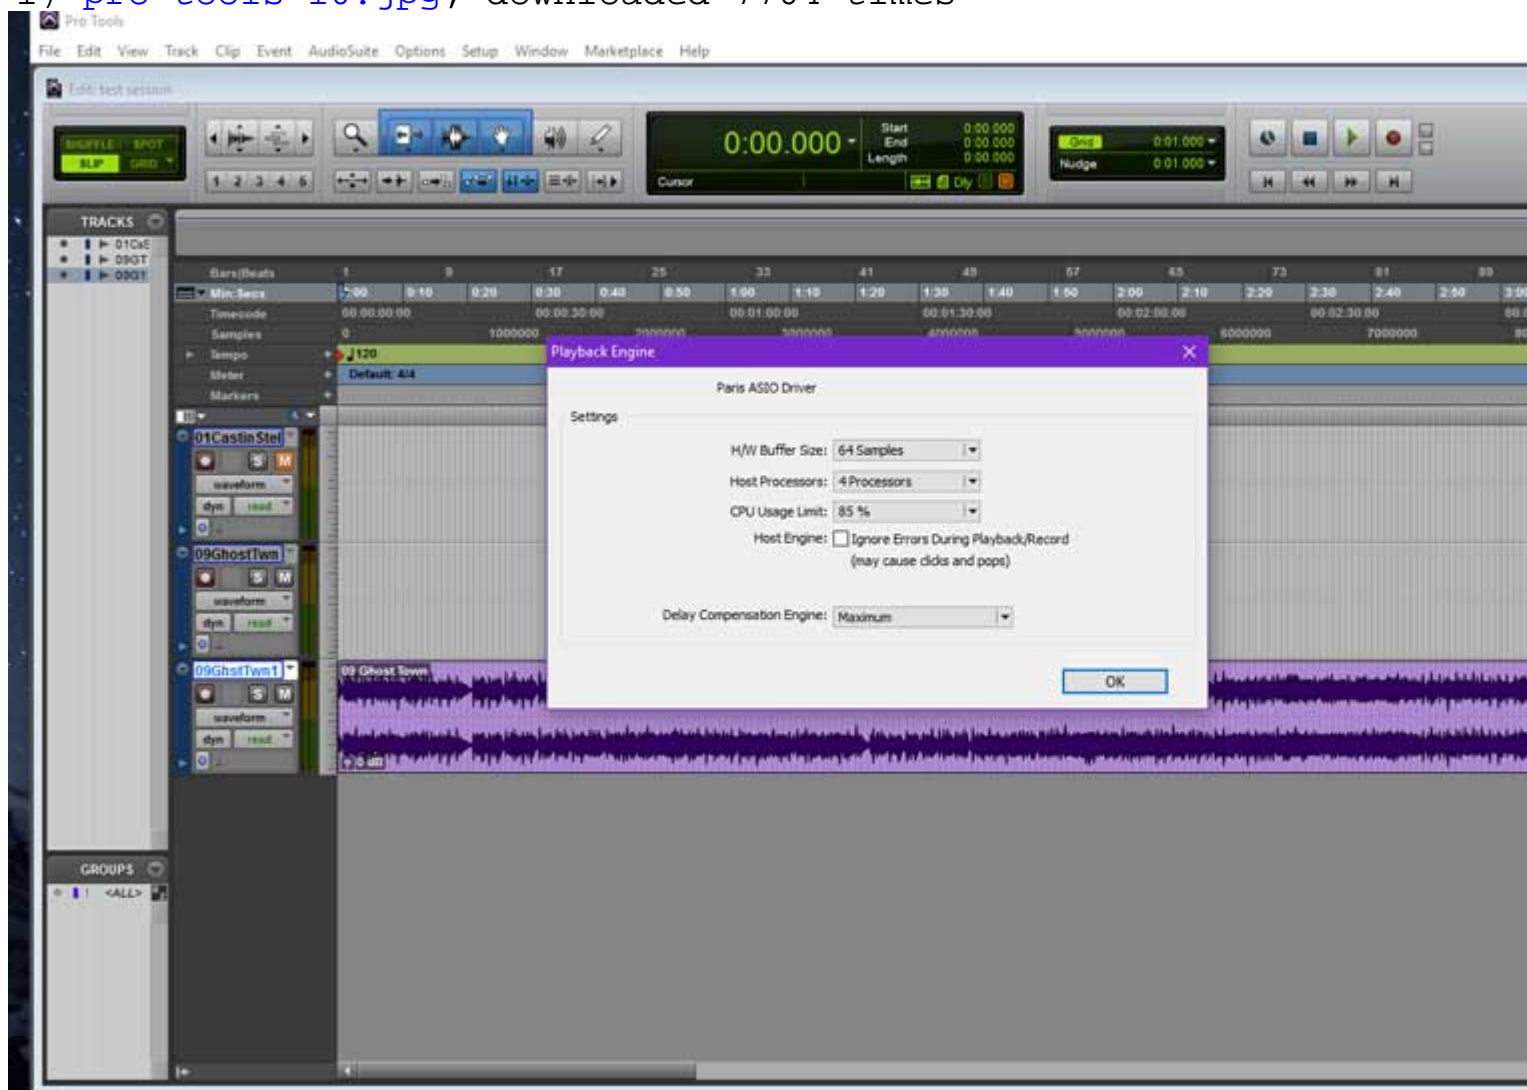 1) pro tools 10.jpg, downloaded 7704 times
Pro Tools
File Edit View Track Clip Event AudioSuite Options Setup Window Marketplace Help
Edit: test session
SHUFFLE SPOT
SLIP GRID
1 2 3 4 5
0:00.000
Start 0:00.000
End 0:00.000
Length 0:00.000
Cursor
Dly
Grid 0:01.000
Nudge 0:01.000
TRACKS
01CsS
09GT
09GT
Bars|Beats 1 9 17 25 33 41 49 57 65 73 81 89
Min:Secs 0:00 0:10 0:20 0:30 0:40 0:50 1:00 1:10 1:20 1:30 1:40 1:50 2:00 2:10 2:20 2:30 2:40 2:50 3:00
Timecode 00:00:00:00 00:00:30:00 00:01:00:00 00:01:30:00 00:02:00:00 00:02:30:00
Samples 0 1000000 2000000 3000000 4000000 5000000 6000000 7000000
Tempo 120
Meter Default: 4/4
Markers
Playback Engine
Paris ASIO Driver
Settings
H/W Buffer Size: 64 Samples
Host Processors: 4 Processors
CPU Usage Limit: 85 %
Host Engine: Ignore Errors During Playback/Record
(may cause clicks and pops)
Delay Compensation Engine: Maximum
OK
01CastinStel
S M
waveform
dyn read
09GhostTwn
S M
waveform
dyn read
09GhstTwn1
S M
waveform
dyn read
09 Ghost Town
0 dB
GROUPS
! <ALL>